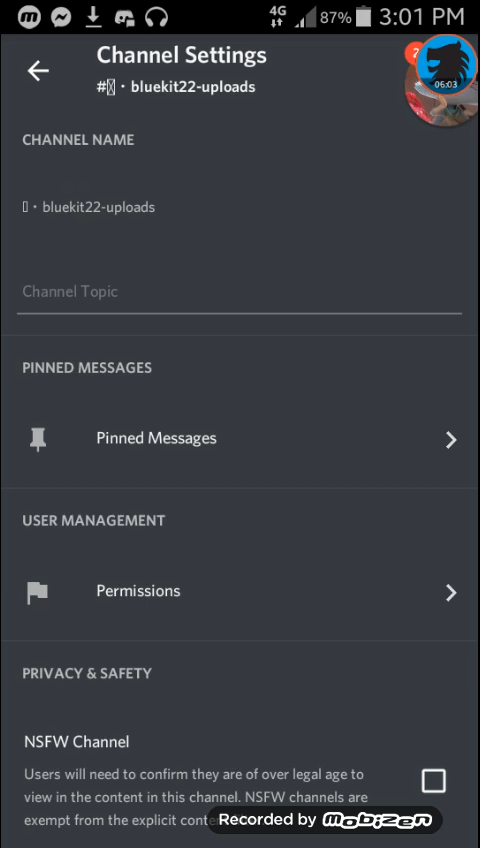 4G 87% 3:01 PM
Channel Settings
#▯・bluekit22-uploads
2
06:03
CHANNEL NAME
▯・bluekit22-uploads
Channel Topic
PINNED MESSAGES
Pinned Messages
USER MANAGEMENT
Permissions
PRIVACY & SAFETY
NSFW Channel
Users will need to confirm they are of over legal age to
view in the content in this channel. NSFW channels are
exempt from the explicit
Recorded by mobizen